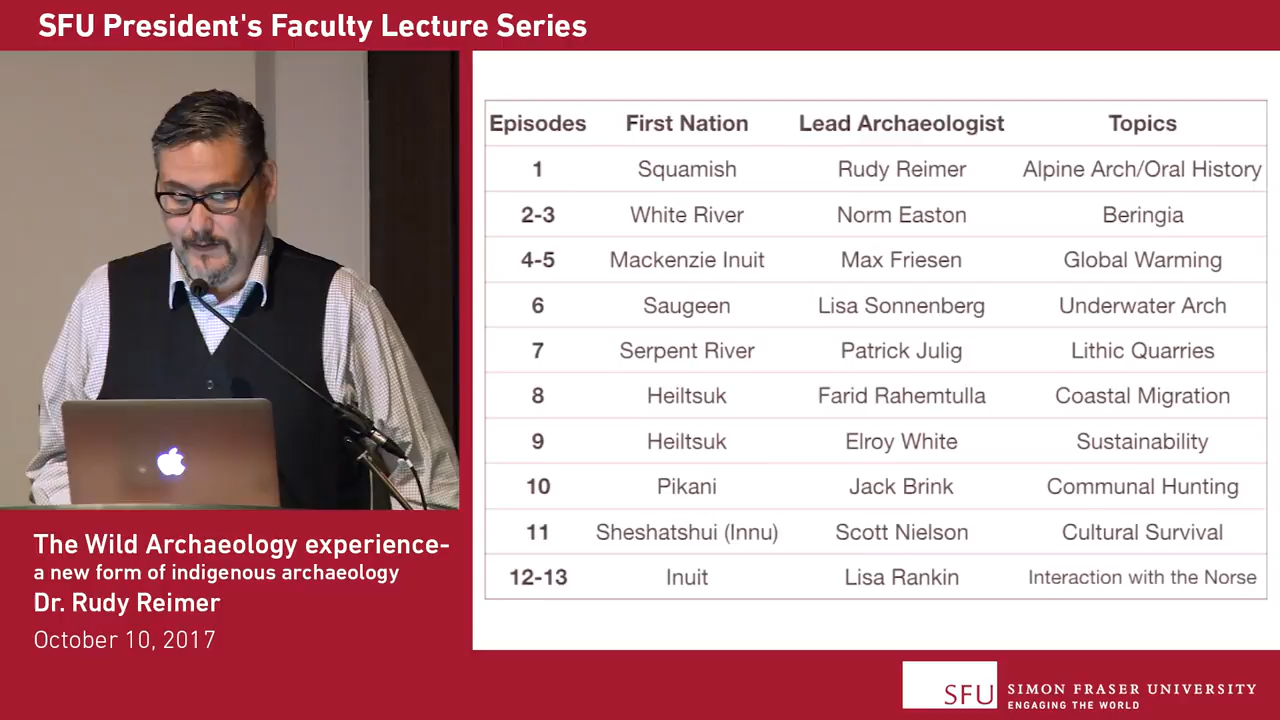 SFU President's Faculty Lecture Series
Episodes First Nation Lead Archaeologist Topics
1 Squamish Rudy Reimer Alpine Arch/Oral History
2-3 White River Norm Easton Beringia
4-5 Mackenzie Inuit Max Friesen Global Warming
6 Saugeen Lisa Sonnenberg Underwater Arch
7 Serpent River Patrick Julig Lithic Quarries
8 Heiltsuk Farid Rahemtulla Coastal Migration
9 Heiltsuk Elroy White Sustainability
10 Pikani Jack Brink Communal Hunting
11 Sheshatshui (Innu) Scott Nielson Cultural Survival
12-13 Inuit Lisa Rankin Interaction with the Norse
The Wild Archaeology experience-
a new form of indigenous archaeology
Dr. Rudy Reimer
October 10, 2017
SFU SIMON FRASER UNIVERSITY
ENGAGING THE WORLD